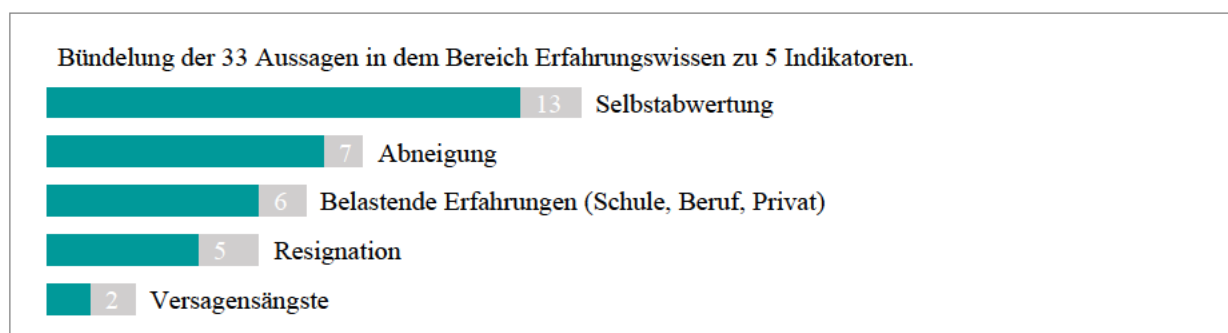 Bündelung der 33 Aussagen in dem Bereich Erfahrungswissen zu 5 Indikatoren.
13 Selbstabwertung
7 Abneigung
6 Belastende Erfahrungen (Schule, Beruf, Privat)
5 Resignation
2 Versagensängste